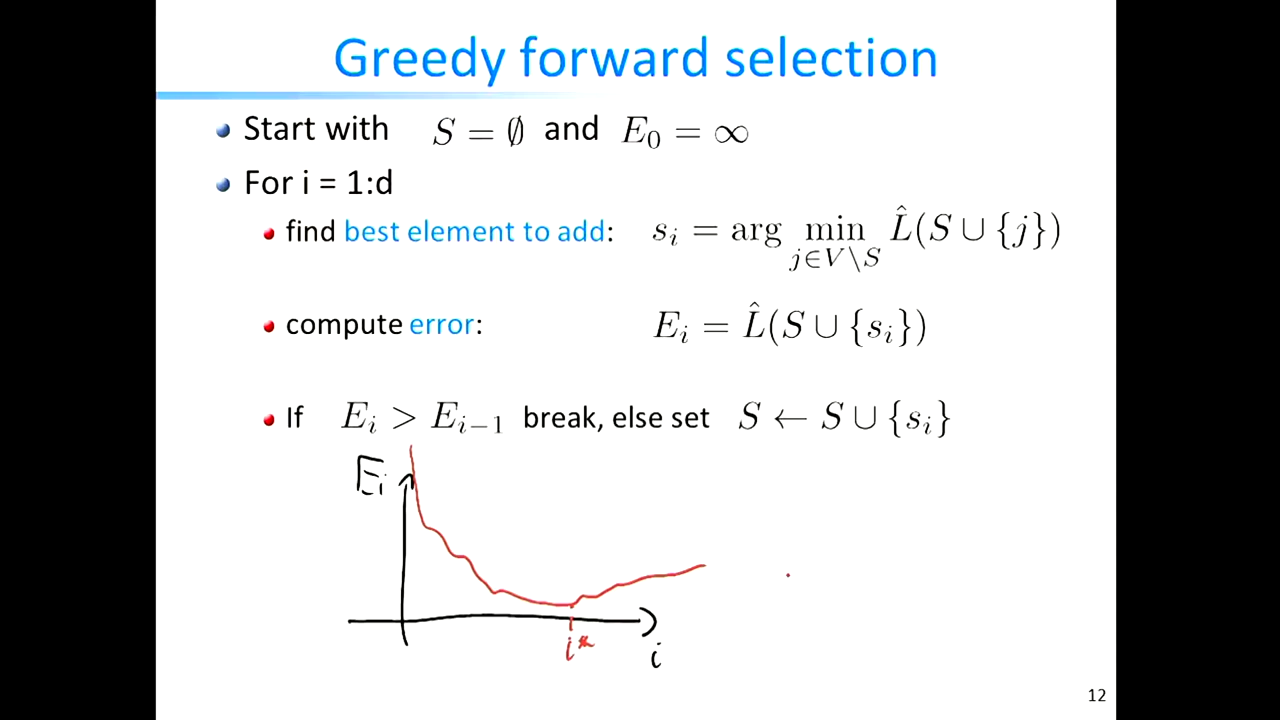 Greedy forward selection
Start with S = ∅ and E₀ = ∞
For i = 1:d
find best element to add: sᵢ = arg min_{j∈V\S} L̂(S ∪ {j})
compute error: Eᵢ = L̂(S ∪ {sᵢ})
If Eᵢ > Eᵢ₋₁ break, else set S ← S ∪ {sᵢ}
Eᵢ
i*
i
12